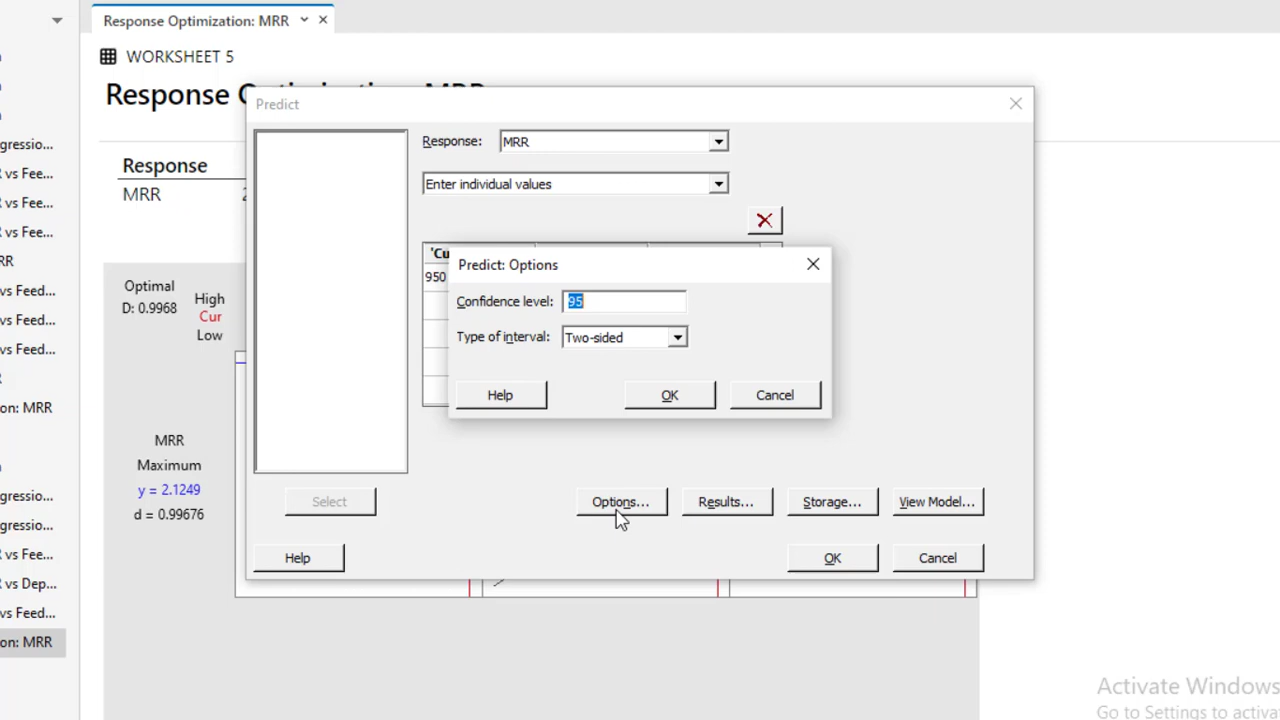 Response Optimization: MRR
WORKSHEET 5
Response
Predict
gressio...
R vs Fee...
R vs Fee...
R vs Fee...
RR
vs Feed...
vs Feed...
vs Feed...
R
on: MRR
gressio...
gressio...
R vs Fee...
R vs Dep...
vs Feed...
on: MRR
Response
MRR
Optimal
D: 0.9968
High
Cur
Low
MRR
Maximum
y = 2.1249
d = 0.99676
Response: MRR
Enter individual values
'Cu
950
Predict: Options
Confidence level: 95
Type of interval: Two-sided
Help OK Cancel
Select Options... Results... Storage... View Model...
Help OK Cancel
Activate Windows
Go to Settings to activa